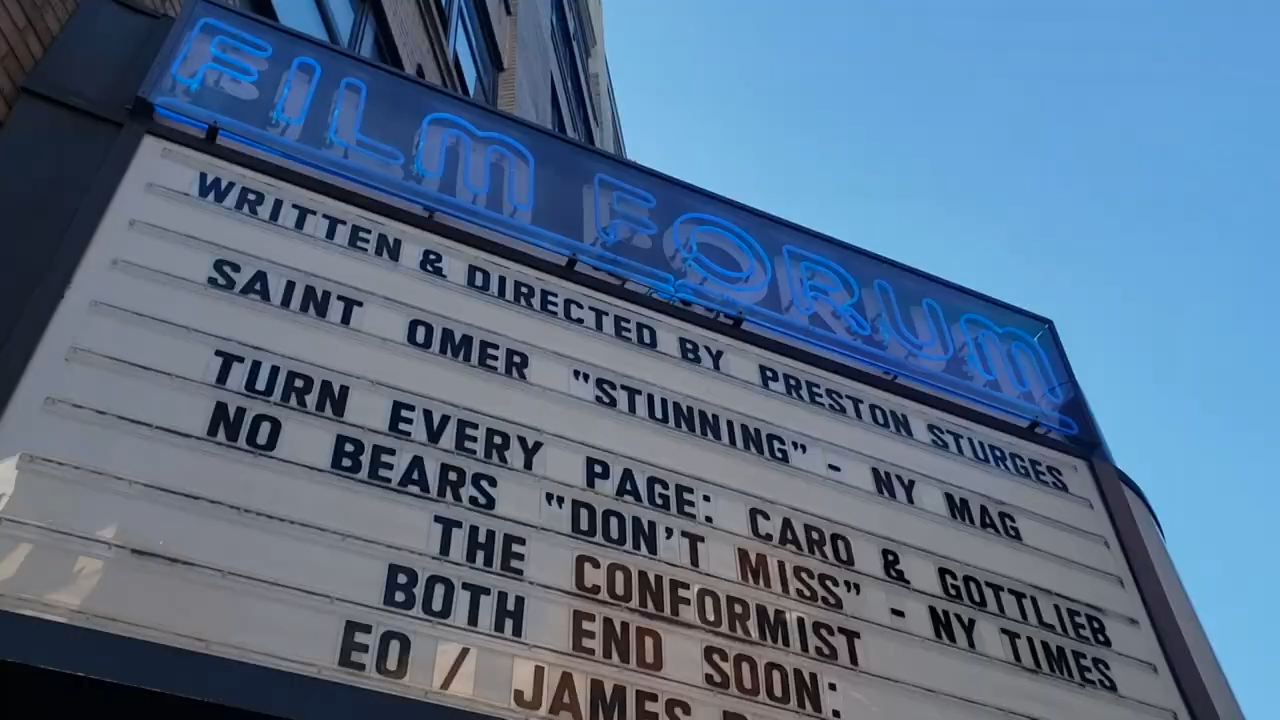 FILM FORUM
WRITTEN & DIRECTED BY PRESTON STURGES
SAINT OMER "STUNNING" - NY MAG
TURN EVERY PAGE: CARO & GOTTLIEB
NO BEARS "DON'T MISS" - NY TIMES
THE CONFORMIST
BOTH END SOON:
EO / JAMES